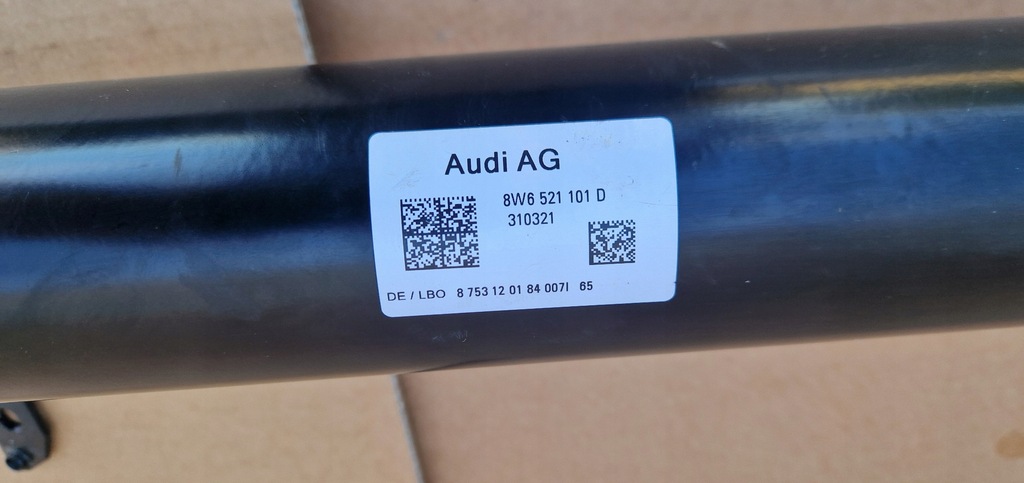 Audi AG
8W6 521 101 D
310321
DE / LBO 8 753 12 01 84 007I 65